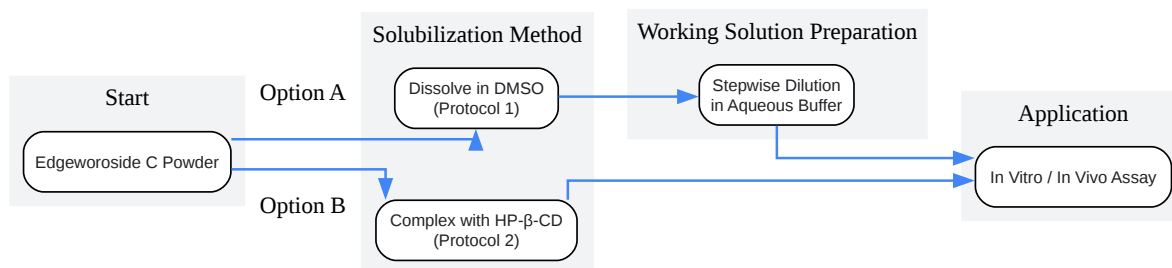 Start
Edgeworoside C Powder
Option A
Option B
Solubilization Method
Dissolve in DMSO
(Protocol 1)
Complex with HP-β-CD
(Protocol 2)
Working Solution Preparation
Stepwise Dilution
in Aqueous Buffer
Application
In Vitro / In Vivo Assay